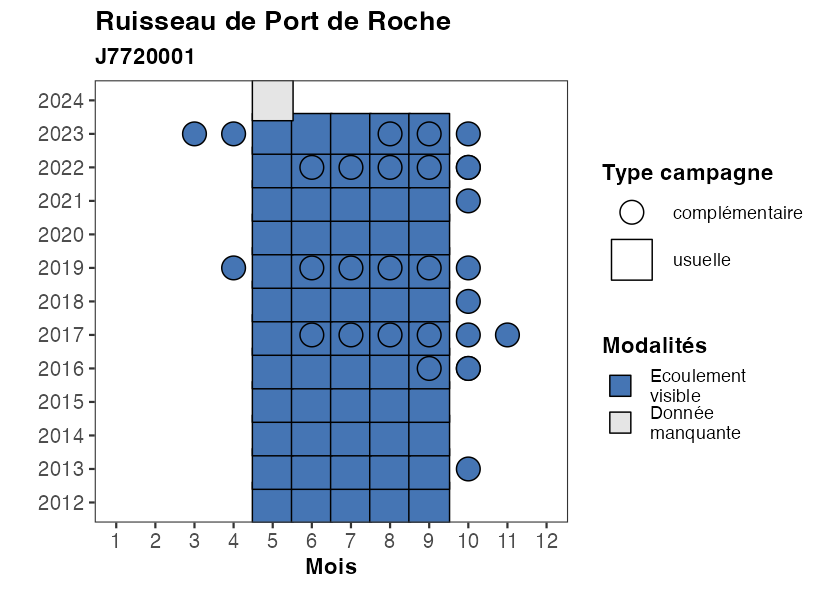 Ruisseau de Port de Roche
J7720001
2024
2023
2022
2021
2020
2019
2018
2017
2016
2015
2014
2013
2012
1 2 3 4 5 6 7 8 9 10 11 12
Mois
Type campagne
complémentaire
usuelle
Modalités
Ecoulement
visible
Donnée
manquante